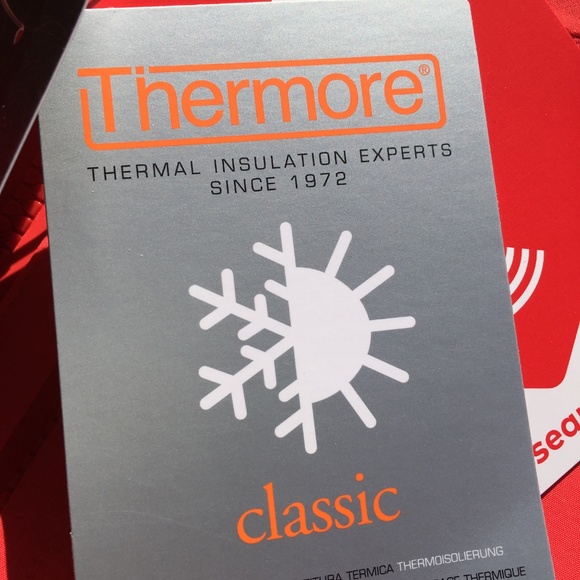 Thermore®
THERMAL INSULATION EXPERTS
SINCE 1972
classic
TERMICA THERMOISOLIERUNG
THERMIQUE